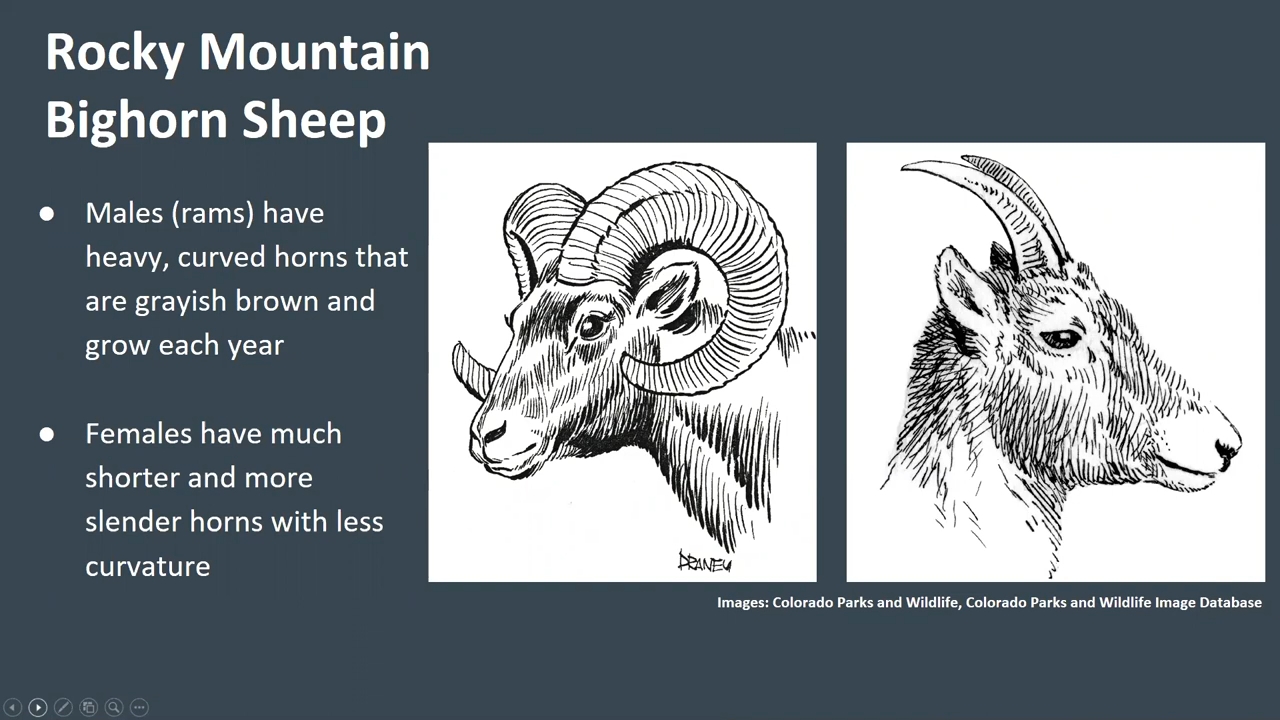 Rocky Mountain
Bighorn Sheep
● Males (rams) have
heavy, curved horns that
are grayish brown and
grow each year
● Females have much
shorter and more
slender horns with less
curvature
DRANEY
Images: Colorado Parks and Wildlife, Colorado Parks and Wildlife Image Database